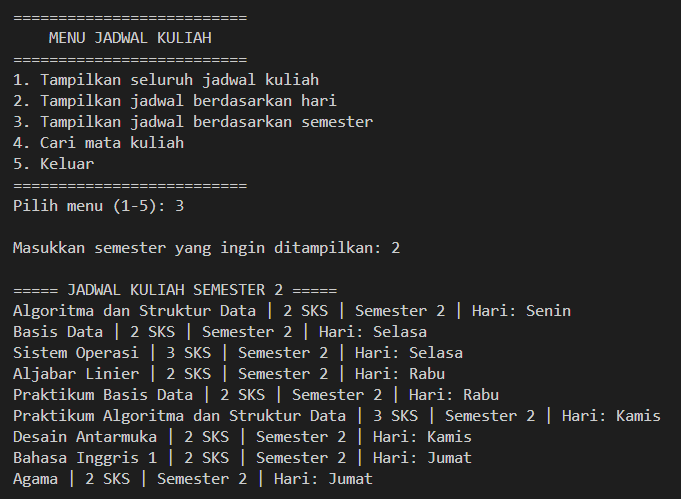 ==========================
MENU JADWAL KULIAH
==========================
1. Tampilkan seluruh jadwal kuliah
2. Tampilkan jadwal berdasarkan hari
3. Tampilkan jadwal berdasarkan semester
4. Cari mata kuliah
5. Keluar
==========================
Pilih menu (1-5): 3
Masukkan semester yang ingin ditampilkan: 2
===== JADWAL KULIAH SEMESTER 2 =====
Algoritma dan Struktur Data | 2 SKS | Semester 2 | Hari: Senin
Basis Data | 2 SKS | Semester 2 | Hari: Selasa
Sistem Operasi | 3 SKS | Semester 2 | Hari: Selasa
Aljabar Linier | 2 SKS | Semester 2 | Hari: Rabu
Praktikum Basis Data | 2 SKS | Semester 2 | Hari: Rabu
Praktikum Algoritma dan Struktur Data | 3 SKS | Semester 2 | Hari: Kamis
Desain Antarmuka | 2 SKS | Semester 2 | Hari: Kamis
Bahasa Inggris 1 | 2 SKS | Semester 2 | Hari: Jumat
Agama | 2 SKS | Semester 2 | Hari: Jumat